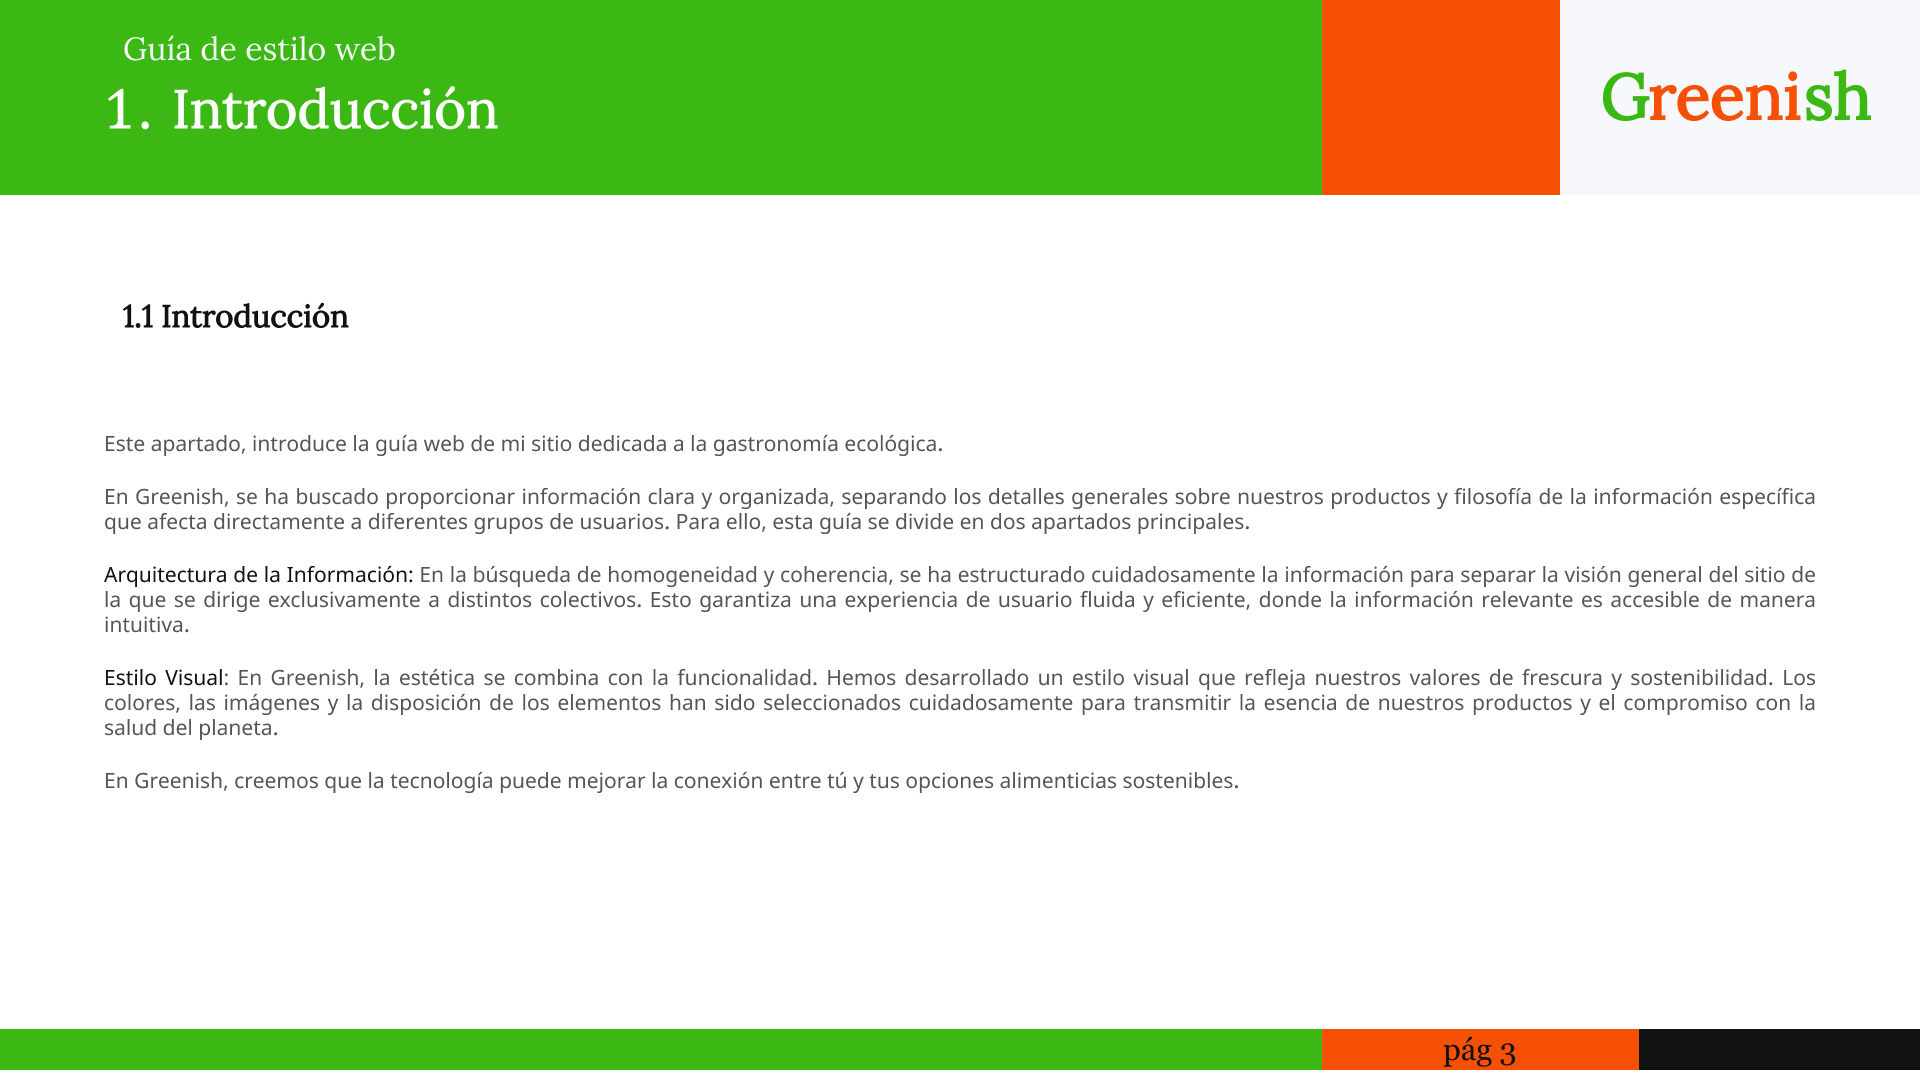 Guía de estilo web
1. Introducción
Greenish
1.1 Introducción
Este apartado, introduce la guía web de mi sitio dedicada a la gastronomía ecológica.
En Greenish, se ha buscado proporcionar información clara y organizada, separando los detalles generales sobre nuestros productos y filosofía de la información específica
que afecta directamente a diferentes grupos de usuarios. Para ello, esta guía se divide en dos apartados principales.
Arquitectura de la Información: En la búsqueda de homogeneidad y coherencia, se ha estructurado cuidadosamente la información para separar la visión general del sitio de
la que se dirige exclusivamente a distintos colectivos. Esto garantiza una experiencia de usuario fluida y eficiente, donde la información relevante es accesible de manera
intuitiva.
Estilo Visual: En Greenish, la estética se combina con la funcionalidad. Hemos desarrollado un estilo visual que refleja nuestros valores de frescura y sostenibilidad. Los
colores, las imágenes y la disposición de los elementos han sido seleccionados cuidadosamente para transmitir la esencia de nuestros productos y el compromiso con la
salud del planeta.
En Greenish, creemos que la tecnología puede mejorar la conexión entre tú y tus opciones alimenticias sostenibles.
pág 3